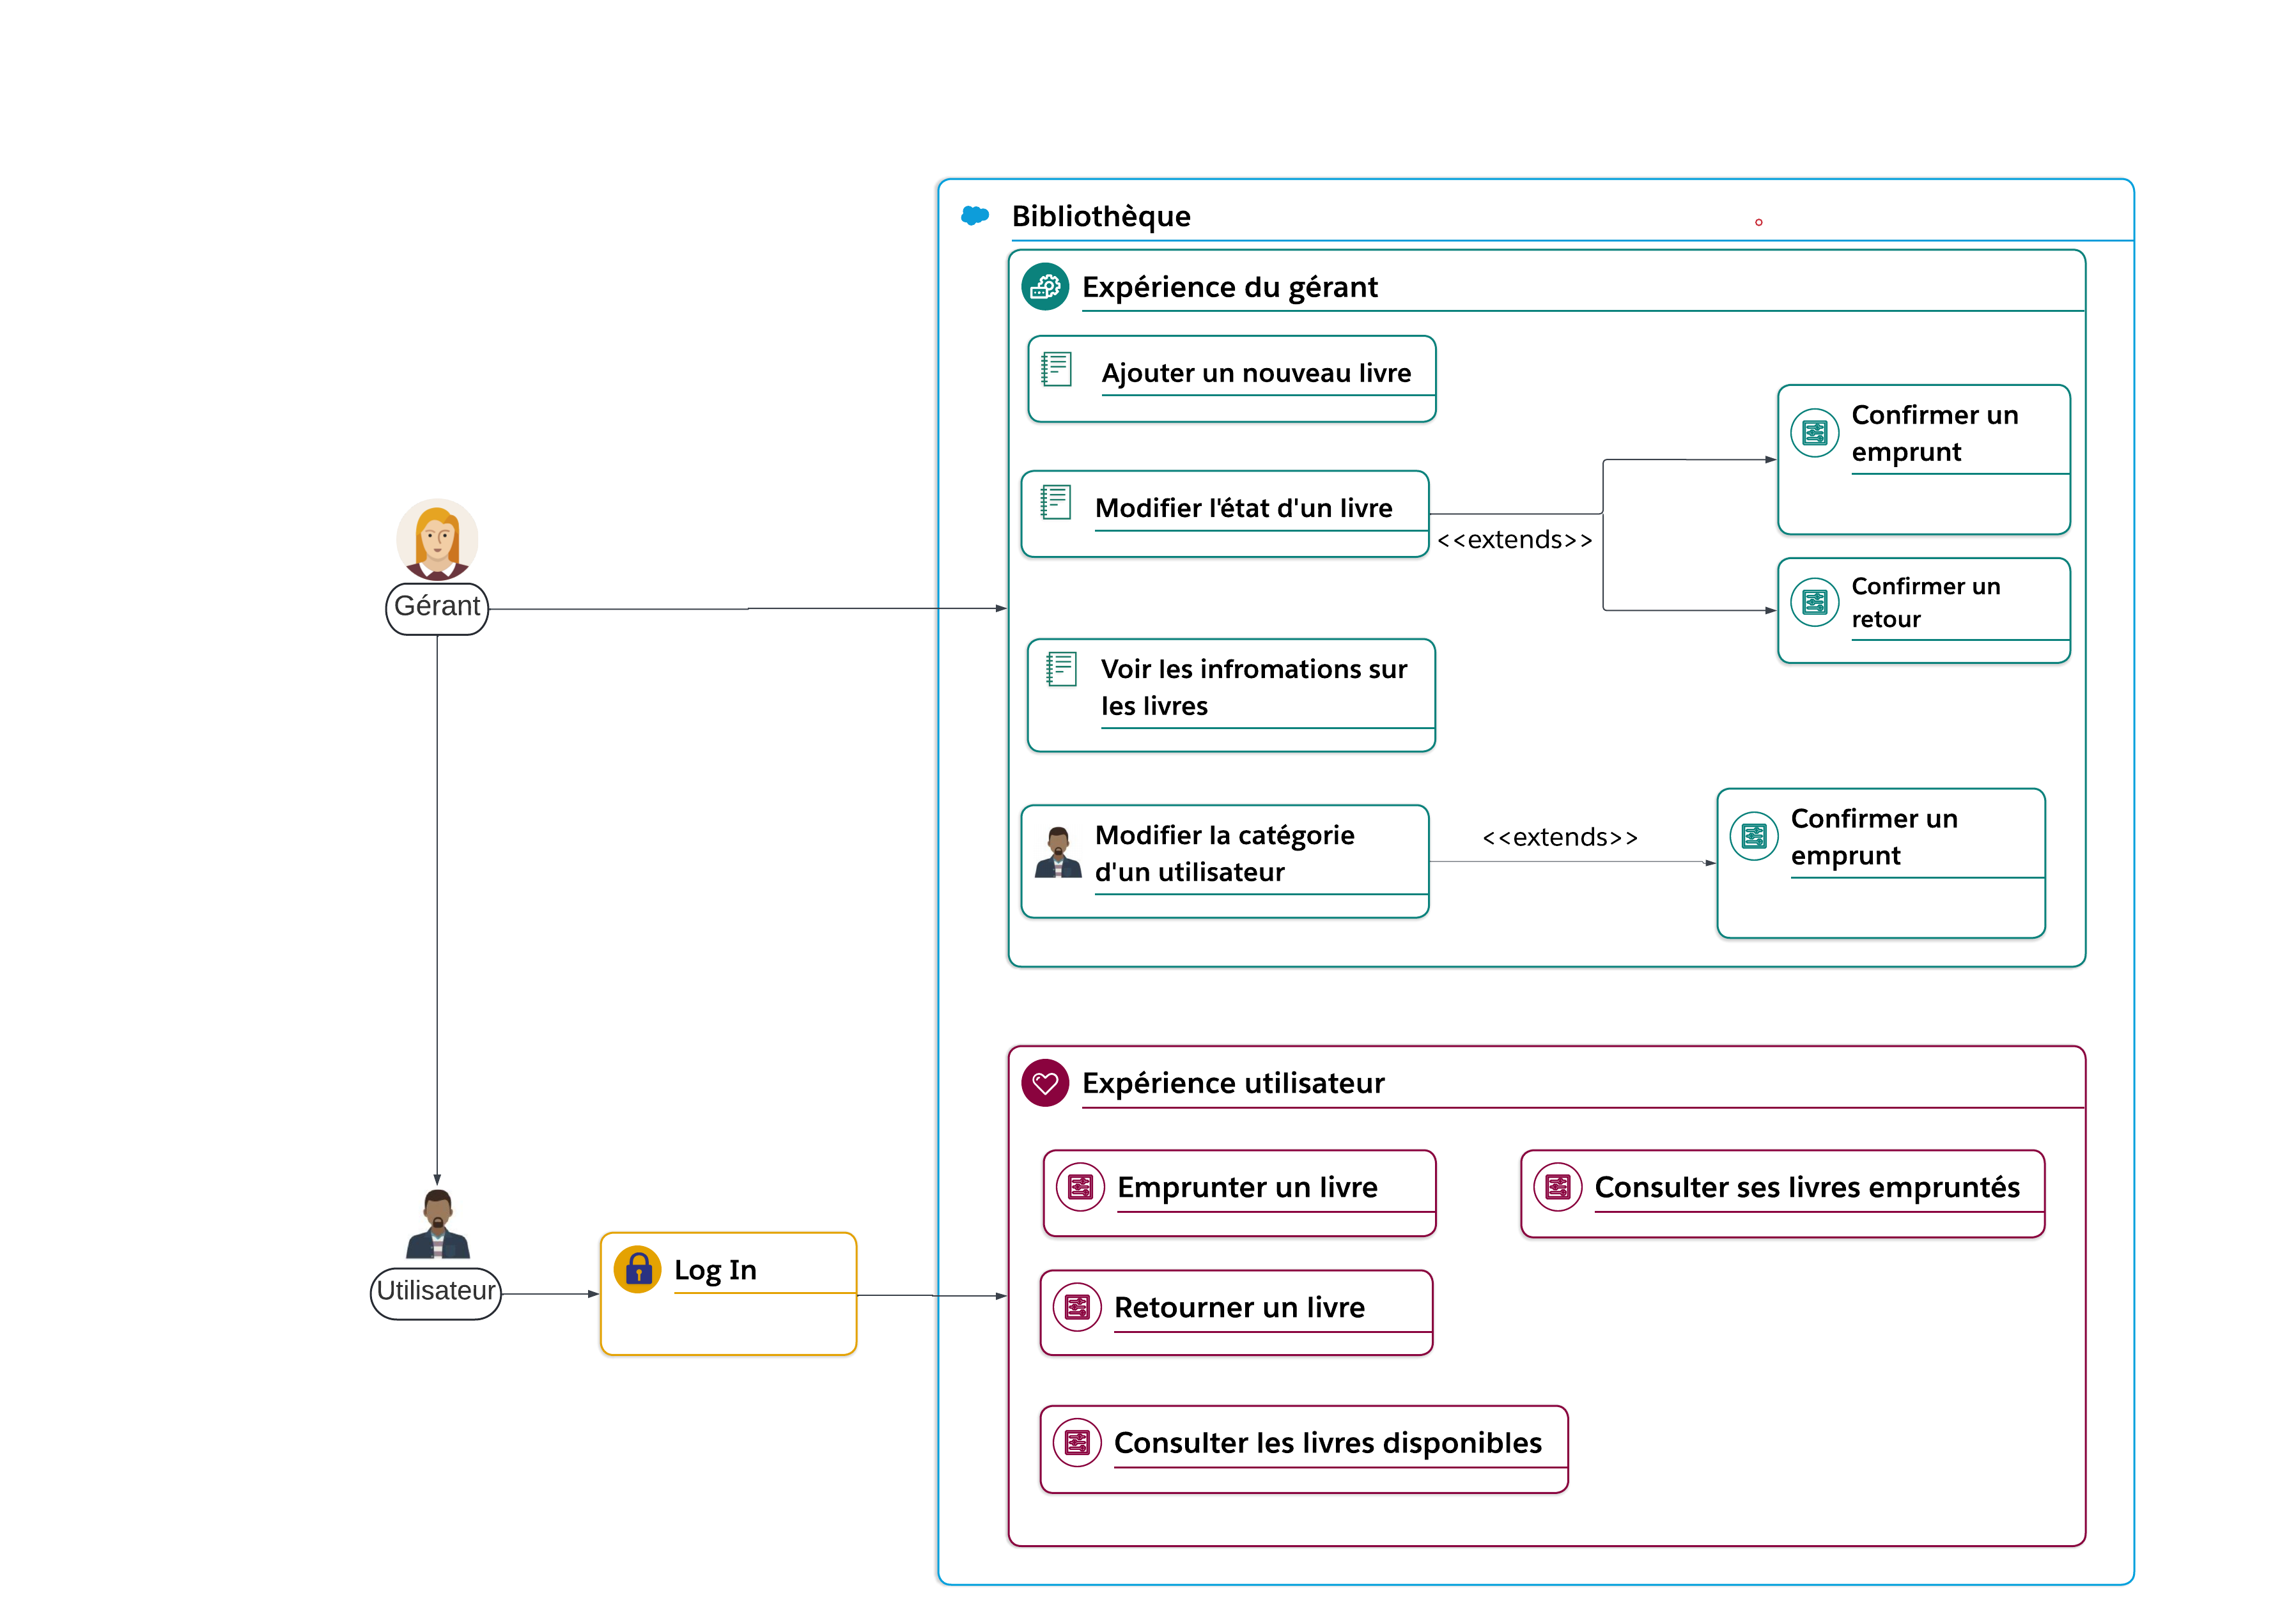 Bibliothèque
Expérience du gérant
Ajouter un nouveau livre
Confirmer un
emprunt
Modifier l'état d'un livre
<<extends>>
Confirmer un
retour
Gérant
Voir les infromations sur
les livres
Modifier la catégorie
d'un utilisateur
<<extends>>
Confirmer un
emprunt
Expérience utilisateur
Emprunter un livre
Consulter ses livres empruntés
Utilisateur
Log In
Retourner un livre
Consulter les livres disponibles